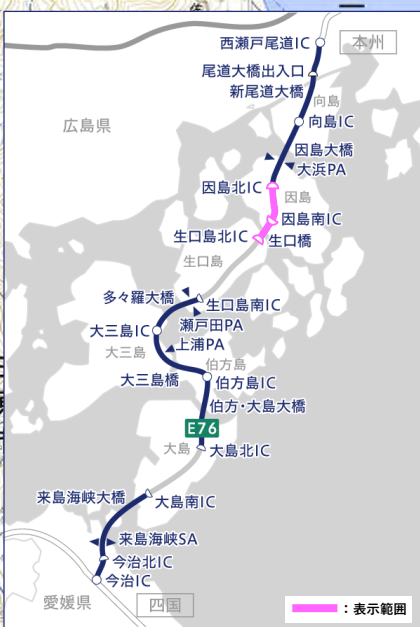 西瀬戸尾道IC
本州
尾道大橋出入口
新尾道大橋
向島
広島県
向島IC
因島大橋
大浜PA
因島北IC
因島
因島南IC
生口島北IC
生口橋
生口島
多々羅大橋
生口島南IC
瀬戸田PA
大三島IC
上浦PA
大三島
伯方島
大三島橋
伯方島IC
伯方・大島大橋
E76
大島
大島北IC
来島海峡大橋
大島南IC
来島海峡SA
今治北IC
今治IC
愛媛県
四国
：表示範囲